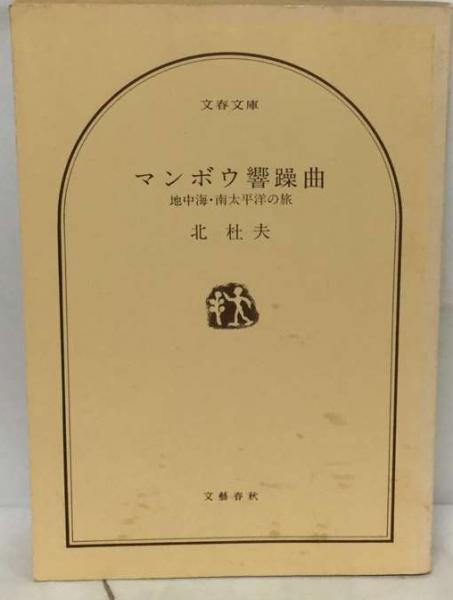 文春文庫
マンボウ響躁曲
地中海・南太平洋の旅
北杜夫
文藝春秋